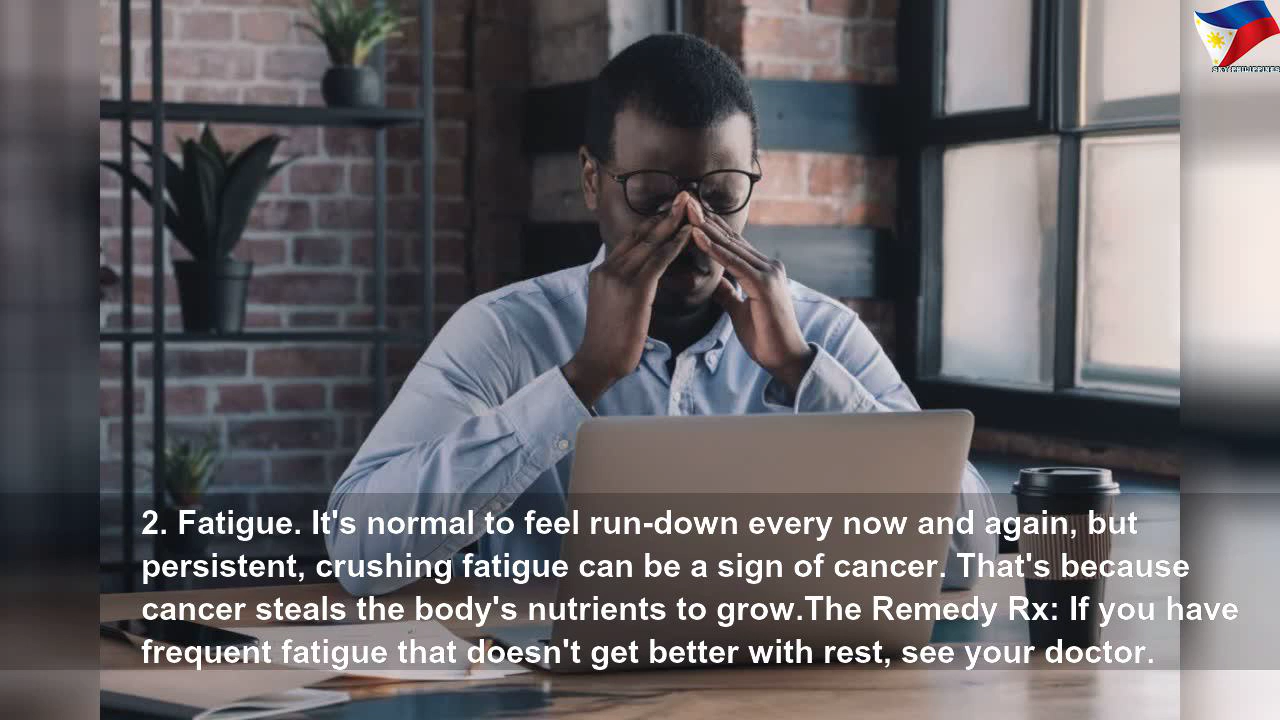 SKYPHILIPPINES
2. Fatigue. It's normal to feel run-down every now and again, but
persistent, crushing fatigue can be a sign of cancer. That's because
cancer steals the body's nutrients to grow.The Remedy Rx: If you have
frequent fatigue that doesn't get better with rest, see your doctor.